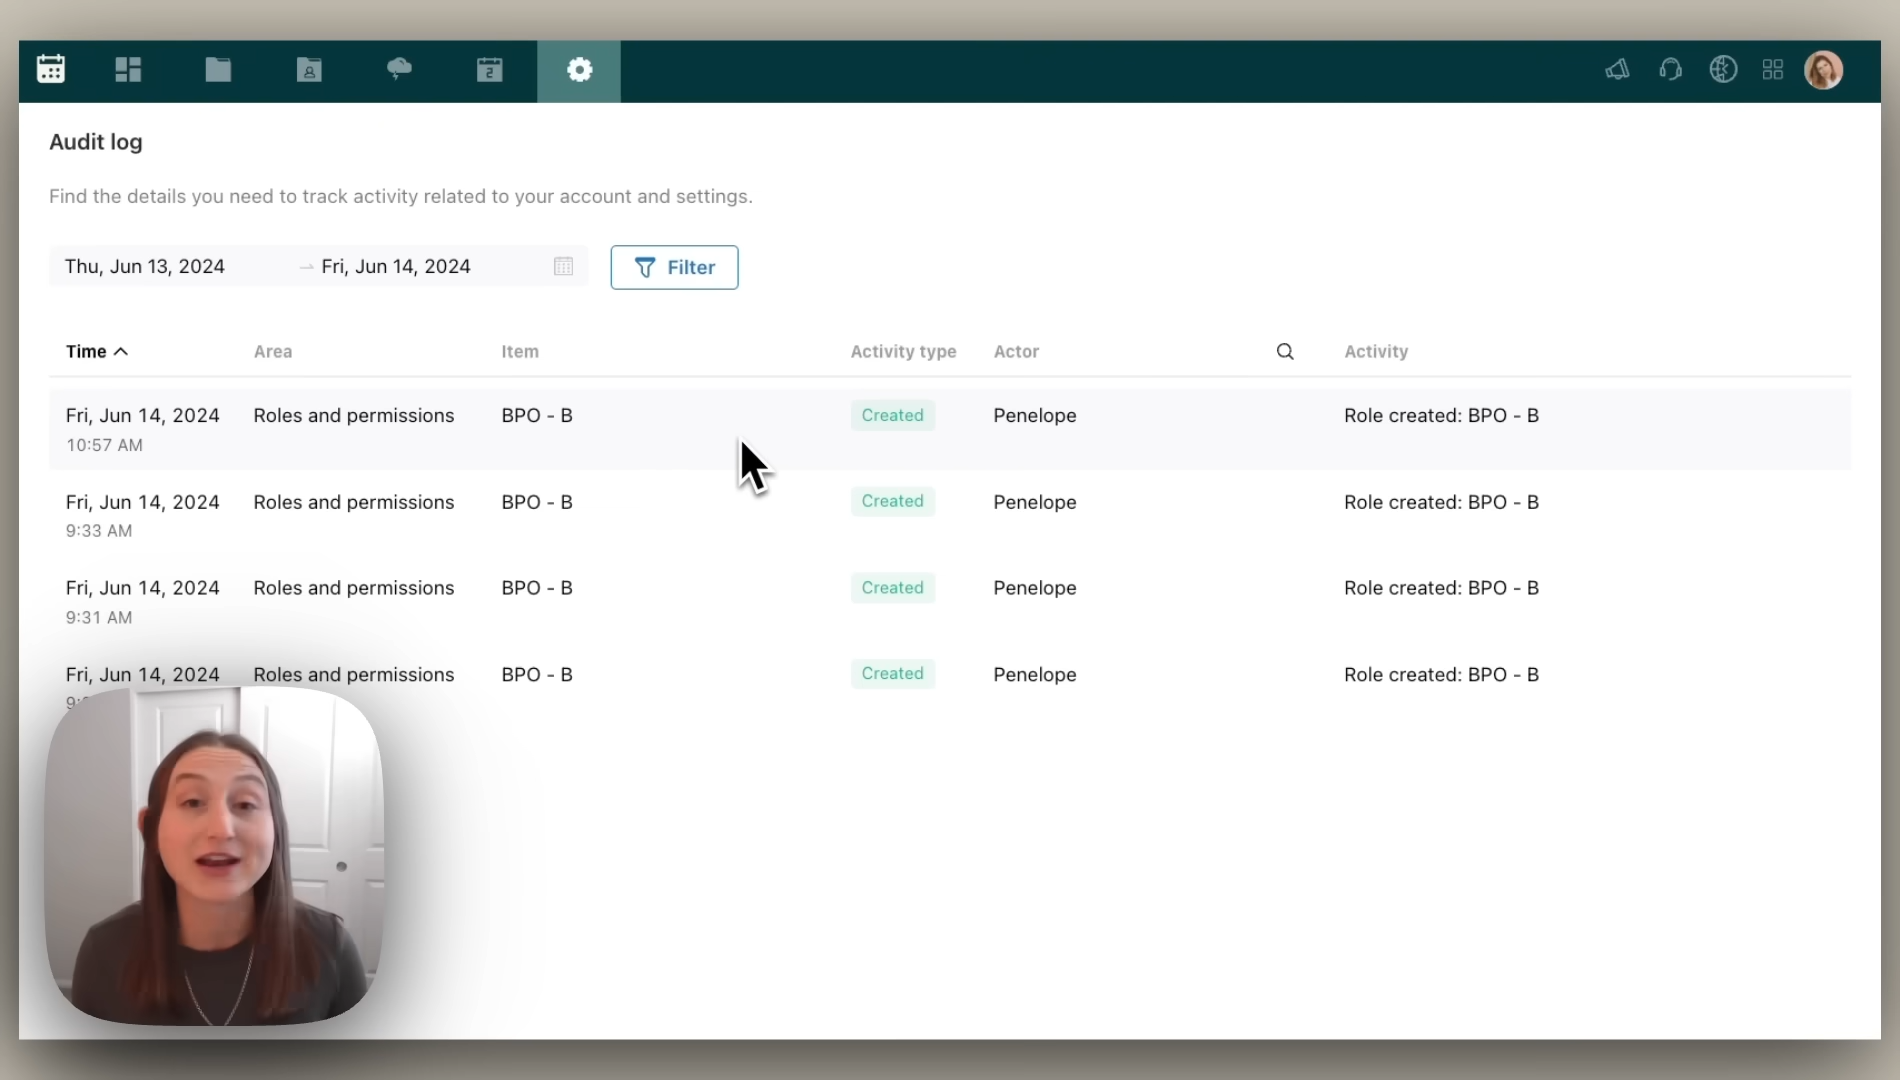 2
Audit log
Find the details you need to track activity related to your account and settings.
Thu, Jun 13, 2024 → Fri, Jun 14, 2024 Filter
Time Area Item Activity type Actor Activity
Fri, Jun 14, 2024 Roles and permissions BPO - B Created Penelope Role created: BPO - B
10:57 AM
Fri, Jun 14, 2024 Roles and permissions BPO - B Created Penelope Role created: BPO - B
9:33 AM
Fri, Jun 14, 2024 Roles and permissions BPO - B Created Penelope Role created: BPO - B
9:31 AM
Fri, Jun 14, 2024 Roles and permissions BPO - B Created Penelope Role created: BPO - B